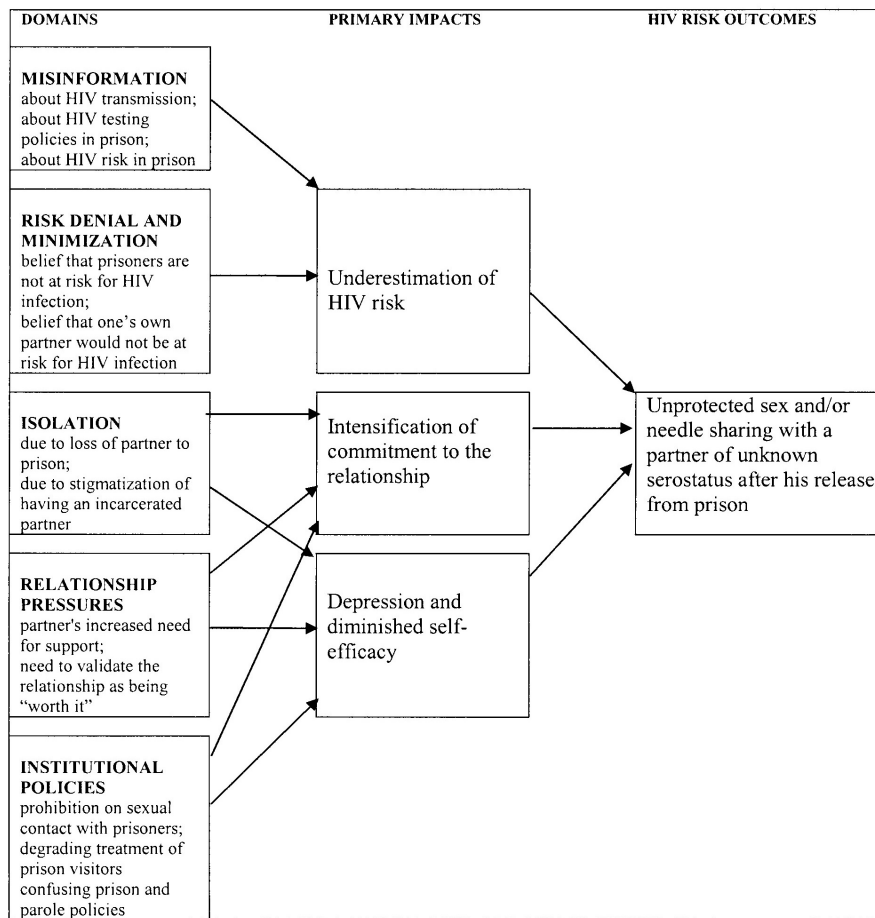 DOMAINS
PRIMARY IMPACTS
HIV RISK OUTCOMES
MISINFORMATION
about HIV transmission;
about HIV testing
policies in prison;
about HIV risk in prison
RISK DENIAL AND
MINIMIZATION
belief that prisoners are
not at risk for HIV
infection;
belief that one's own
partner would not be at
risk for HIV infection
ISOLATION
due to loss of partner to
prison;
due to stigmatization of
having an incarcerated
partner
RELATIONSHIP
PRESSURES
partner's increased need
for support;
need to validate the
relationship as being
“worth it”
INSTITUTIONAL
POLICIES
prohibition on sexual
contact with prisoners;
degrading treatment of
prison visitors
confusing prison and
parole policies
Underestimation of
HIV risk
Intensification of
commitment to the
relationship
Depression and
diminished self-
efficacy
Unprotected sex and/or
needle sharing with a
partner of unknown
serostatus after his release
from prison